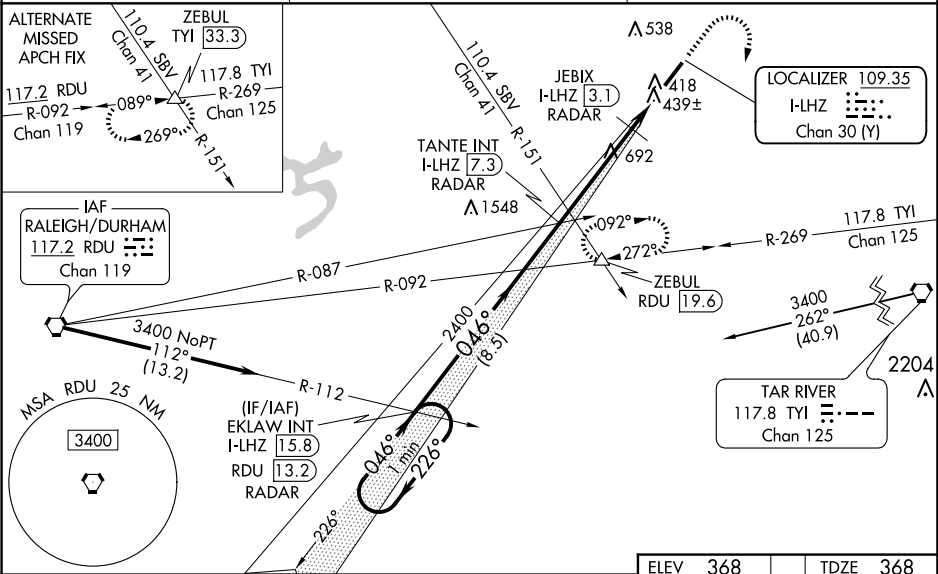 ALTERNATE
MISSED
APCH FIX
ZEBUL
TYI 33.3
110.4 SBV
Chan 41
117.2 RDU
R-092
Chan 119
089°
269°
117.8 TYI
R-269
Chan 125
R-151
110.4 SBV
Chan 41
R-151
538
JEBIX
I-LHZ 3.1
RADAR
418
439±
LOCALIZER 109.35
I-LHZ
Chan 30 (Y)
TANTE INT
I-LHZ 7.3
RADAR
692
1548
IAF
RALEIGH/DURHAM
117.2 RDU
Chan 119
092°
272°
117.8 TYI
R-269
Chan 125
R-087
R-092
ZEBUL
RDU 19.6
3400 NoPT
112°
(13.2)
R-112
2400
046°
(8.5)
3400
262°
(40.9)
2204
TAR RIVER
117.8 TYI
Chan 125
MSA RDU 25 NM
3400
(IF/IAF)
EKLAW INT
I-LHZ 15.8
RDU 13.2
RADAR
046°
1 min
226°
226°
ELEV 368
TDZE 368